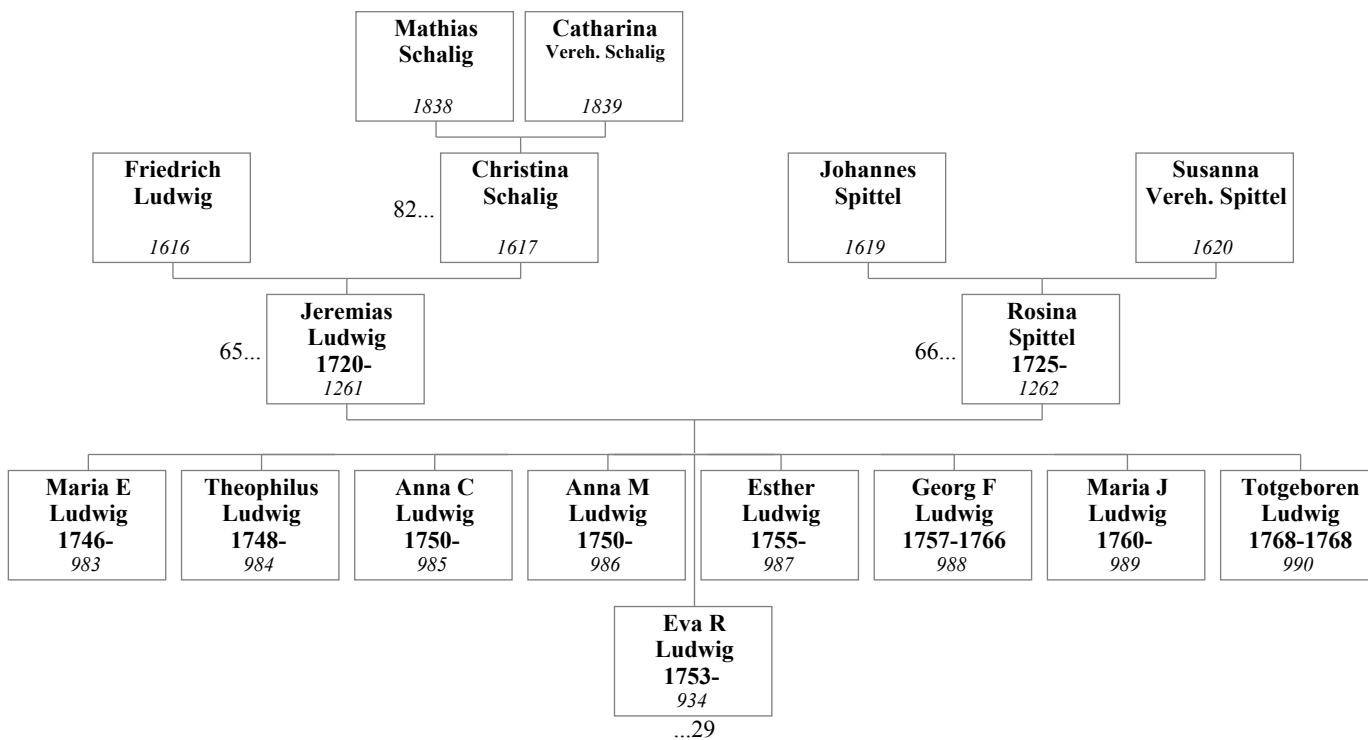 Mathias
Schalig
1838
Catharina
Vereh. Schalig
1839
Friedrich
Ludwig
1616
82...
Christina
Schalig
1617
Johannes
Spittel
1619
Susanna
Vereh. Spittel
1620
65...
Jeremias
Ludwig
1720-
1261
66...
Rosina
Spittel
1725-
1262
Maria E
Ludwig
1746-
983
Theophilus
Ludwig
1748-
984
Anna C
Ludwig
1750-
985
Anna M
Ludwig
1750-
986
Esther
Ludwig
1755-
987
Georg F
Ludwig
1757-1766
988
Maria J
Ludwig
1760-
989
Totgeboren
Ludwig
1768-1768
990
Eva R
Ludwig
1753-
934
...29